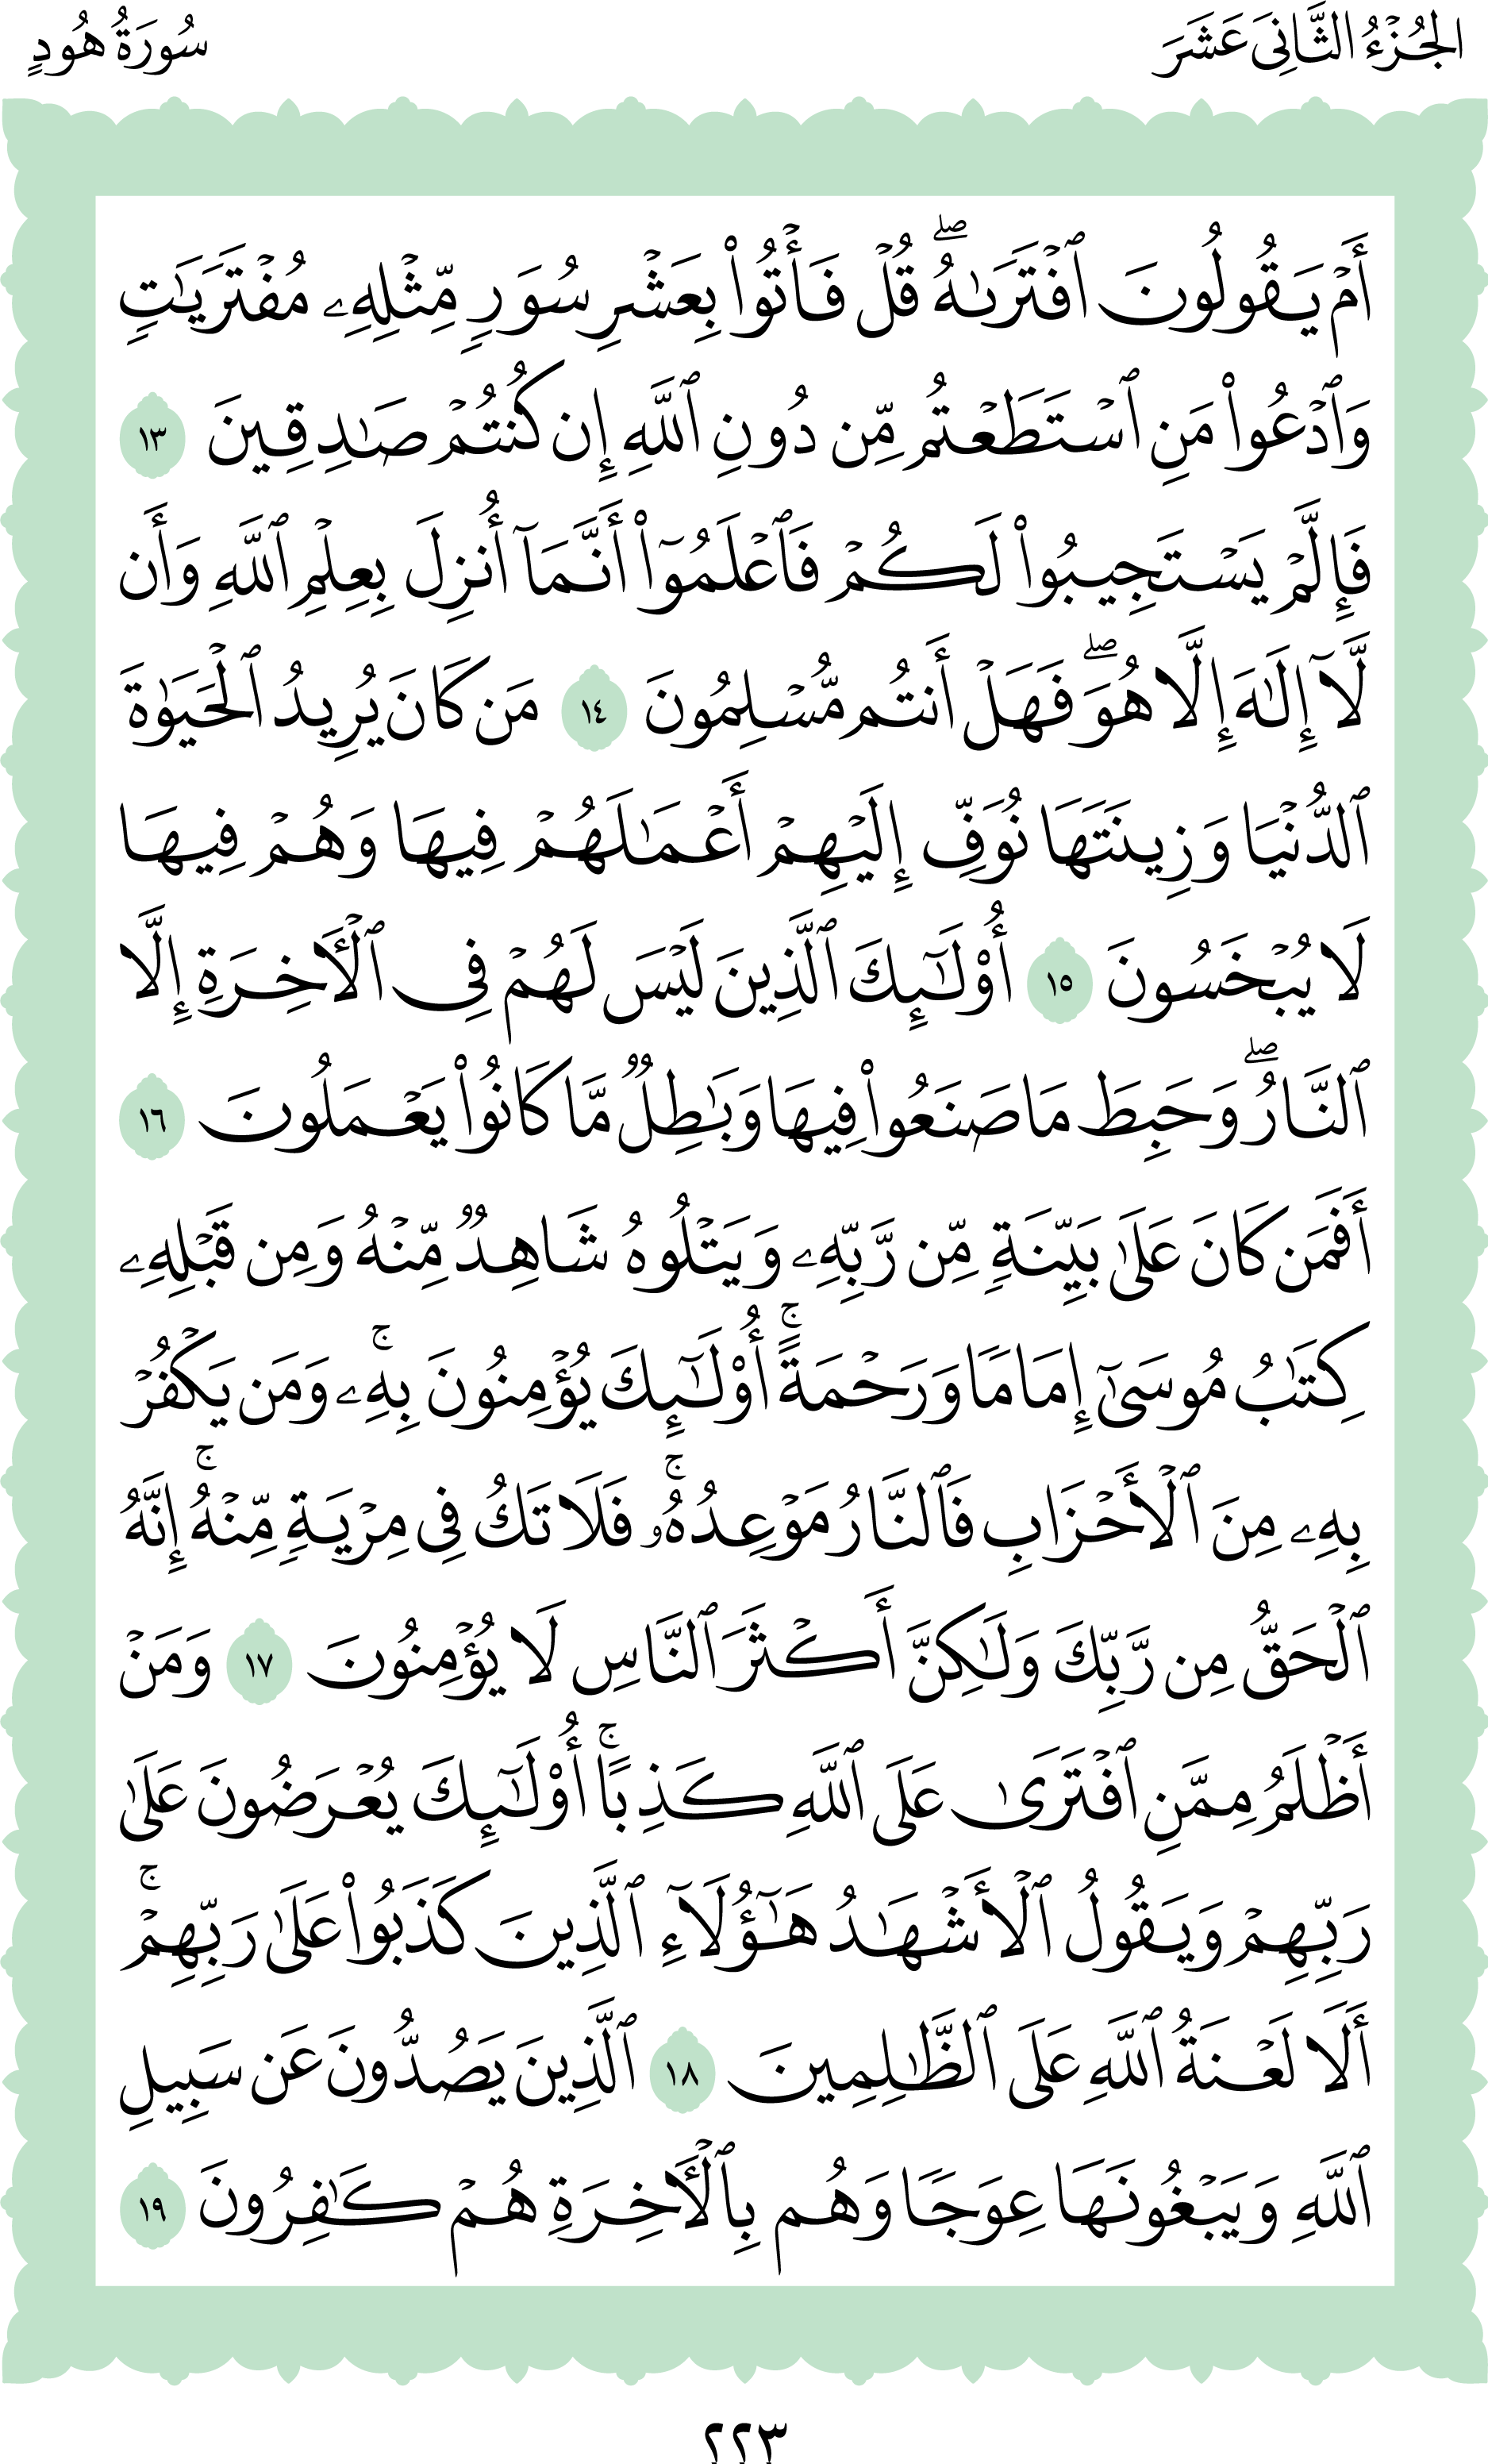 الجُزْءُ الثَّانِيَ عَشَرَ
سُورَةُ هُودٍ
أَمۡ يَقُولُونَ ٱفۡتَرَىٰهُۖ قُلۡ فَأۡتُواْ بِعَشۡرِ سُوَرٖ مِّثۡلِهِۦ مُفۡتَرَيَٰتٖ
وَٱدۡعُواْ مَنِ ٱسۡتَطَعۡتُم مِّن دُونِ ٱللَّهِ إِن كُنتُمۡ صَٰدِقِينَ ١٣
فَإِلَّمۡ يَسۡتَجِيبُواْ لَكُمۡ فَٱعۡلَمُوٓاْ أَنَّمَآ أُنزِلَ بِعِلۡمِ ٱللَّهِ وَأَن
لَّآ إِلَٰهَ إِلَّا هُوَۖ فَهَلۡ أَنتُم مُّسۡلِمُونَ ١٤ مَن كَانَ يُرِيدُ ٱلۡحَيَوٰةَ
ٱلدُّنۡيَا وَزِينَتَهَا نُوَفِّ إِلَيۡهِمۡ أَعۡمَٰلَهُمۡ فِيهَا وَهُمۡ فِيهَا
لَا يُبۡخَسُونَ ١٥ أُوْلَٰٓئِكَ ٱلَّذِينَ لَيۡسَ لَهُمۡ فِي ٱلۡأٓخِرَةِ إِلَّا
ٱلنَّارُۖ وَحَبِطَ مَا صَنَعُواْ فِيهَا وَبَٰطِلٞ مَّا كَانُواْ يَعۡمَلُونَ ١٦
أَفَمَن كَانَ عَلَىٰ بَيِّنَةٖ مِّن رَّبِّهِۦ وَيَتۡلُوهُ شَاهِدٞ مِّنۡهُ وَمِن قَبۡلِهِۦ
كِتَٰبُ مُوسَىٰٓ إِمَامٗا وَرَحۡمَةًۚ أُوْلَٰٓئِكَ يُؤۡمِنُونَ بِهِۦۚ وَمَن يَكۡفُرۡ
بِهِۦ مِنَ ٱلۡأَحۡزَابِ فَٱلنَّارُ مَوۡعِدُهُۥۚ فَلَا تَكُ فِي مِرۡيَةٖ مِّنۡهُۚ إِنَّهُ
ٱلۡحَقُّ مِن رَّبِّكَ وَلَٰكِنَّ أَكۡثَرَ ٱلنَّاسِ لَا يُؤۡمِنُونَ ١٧ وَمَنۡ
أَظۡلَمُ مِمَّنِ ٱفۡتَرَىٰ عَلَى ٱللَّهِ كَذِبًاۚ أُوْلَٰٓئِكَ يُعۡرَضُونَ عَلَىٰ
رَبِّهِمۡ وَيَقُولُ ٱلۡأَشۡهَٰدُ هَٰٓؤُلَآءِ ٱلَّذِينَ كَذَبُواْ عَلَىٰ رَبِّهِمۡۚ
أَلَا لَعۡنَةُ ٱللَّهِ عَلَى ٱلظَّٰلِمِينَ ١٨ ٱلَّذِينَ يَصُدُّونَ عَن سَبِيلِ
ٱللَّهِ وَيَبۡغُونَهَا عِوَجٗا وَهُم بِٱلۡأٓخِرَةِ هُمۡ كَٰفِرُونَ ١٩
٢٢٣